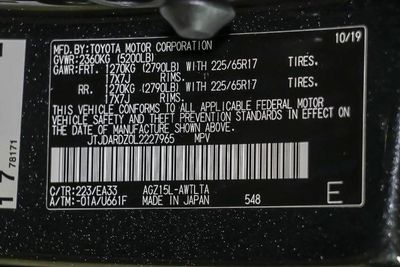 MFD.BY:TOYOTA MOTOR CORPORATION 10/19
GVWR:2360KG (5200LB)
GAWR:FRT. 1270KG (2790LB) WITH 225/65R17 TIRES.
17X7J RIMS.
RR. 1270KG (2790LB) WITH 225/65R17 TIRES.
17X7J RIMS.
THIS VEHICLE CONFORMS TO ALL APPLICABLE FEDERAL MOTOR
VEHICLE SAFETY AND THEFT PREVENTION STANDARDS IN EFFECT ON
THE DATE OF MANUFACTURE SHOWN ABOVE.
JTJDARDZ0L2227965 MPV
C/TR:223/EA33 AGZ15L-AWTLTA
A/TM:-01A/U661F MADE IN JAPAN 548 E
17 78171